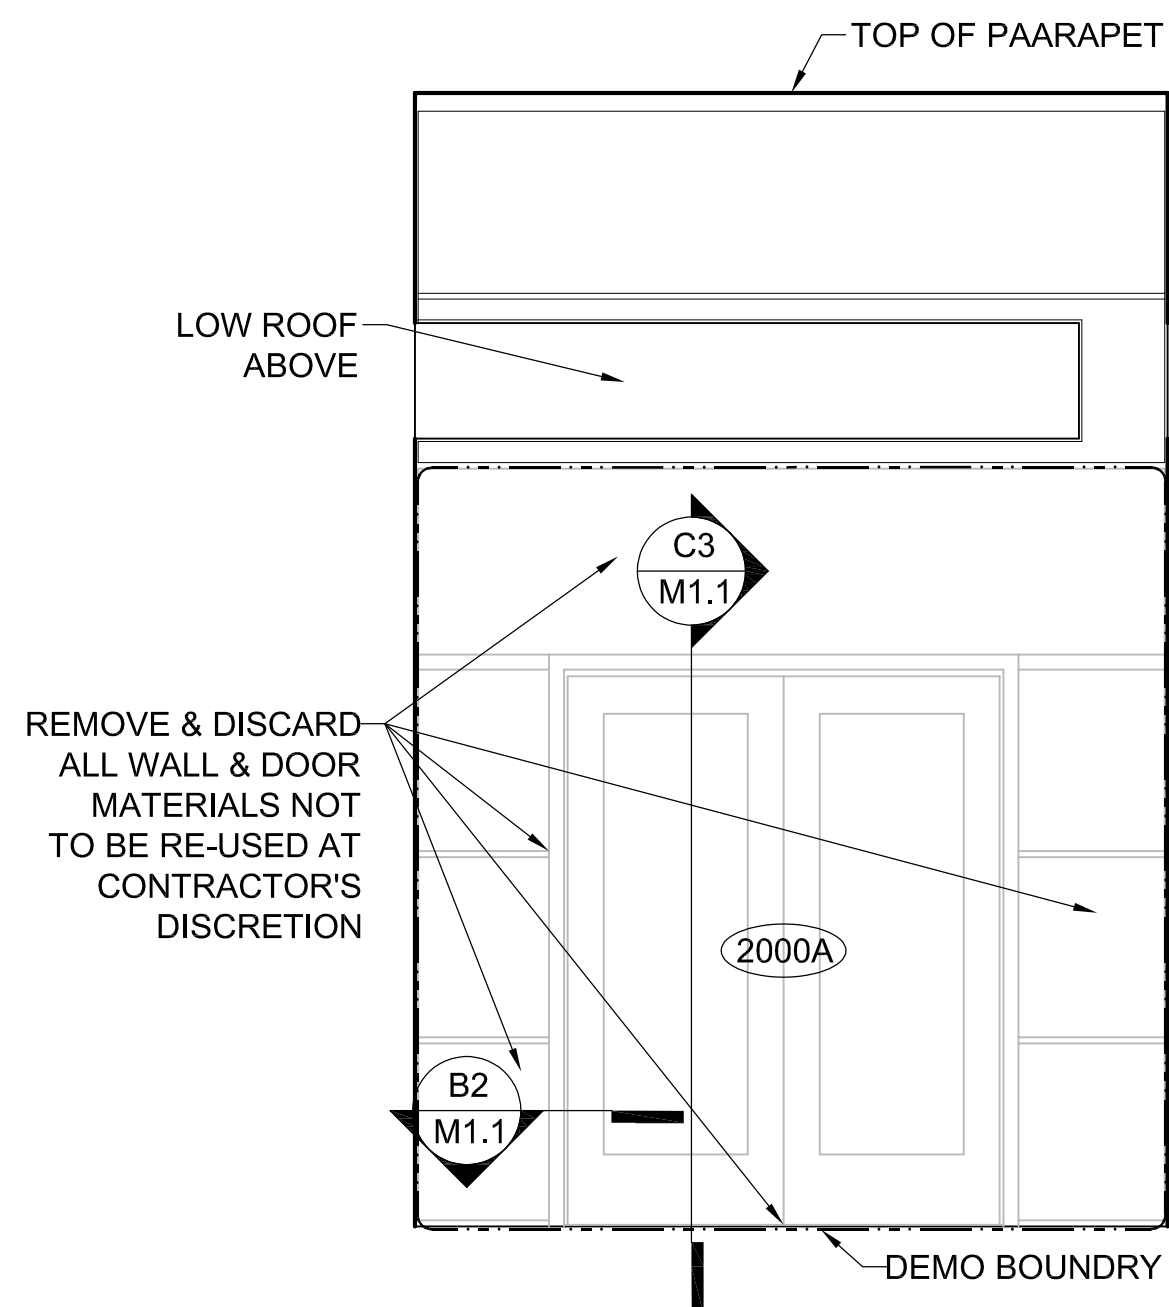 TOP OF PAARAPET
LOW ROOF
ABOVE
C3
M1.1
REMOVE & DISCARD
ALL WALL & DOOR
MATERIALS NOT
TO BE RE-USED AT
CONTRACTOR'S
DISCRETION
2000A
B2
M1.1
DEMO BOUNDRY